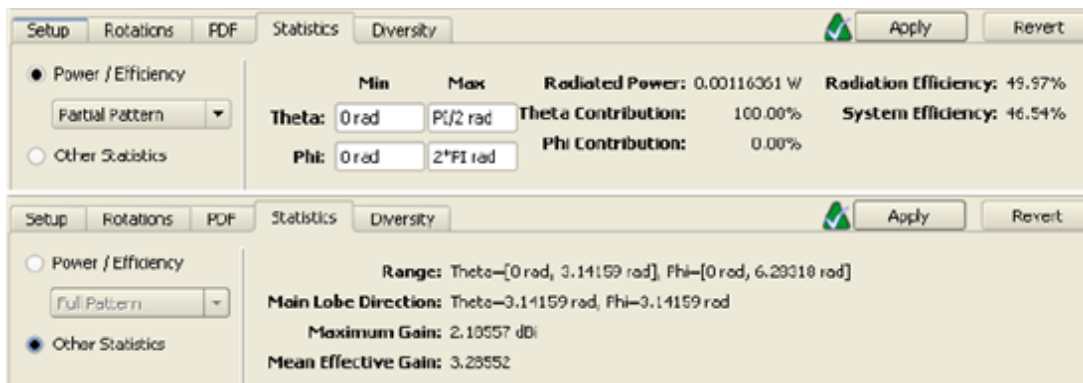 Setup Rotations PDF Statistics Diversity Apply Revert
Power / Efficiency
Min Max Radiated Power: 0.00116361 W Radiation Efficiency: 49.97%
Partial Pattern Theta: 0 rad PI/2 rad Theta Contribution: 100.00% System Efficiency: 46.54%
Other Statistics Phi: 0 rad 2*PI rad Phi Contribution: 0.00%
Setup Rotations PDF Statistics Diversity Apply Revert
Power / Efficiency Range: Theta=[0 rad, 3.14159 rad], Phi=[0 rad, 6.28318 rad]
Full Pattern Main Lobe Direction: Theta=3.14159 rad, Phi=3.14159 rad
Maximum Gain: 2.18557 dBi
Other Statistics
Mean Effective Gain: 3.28552